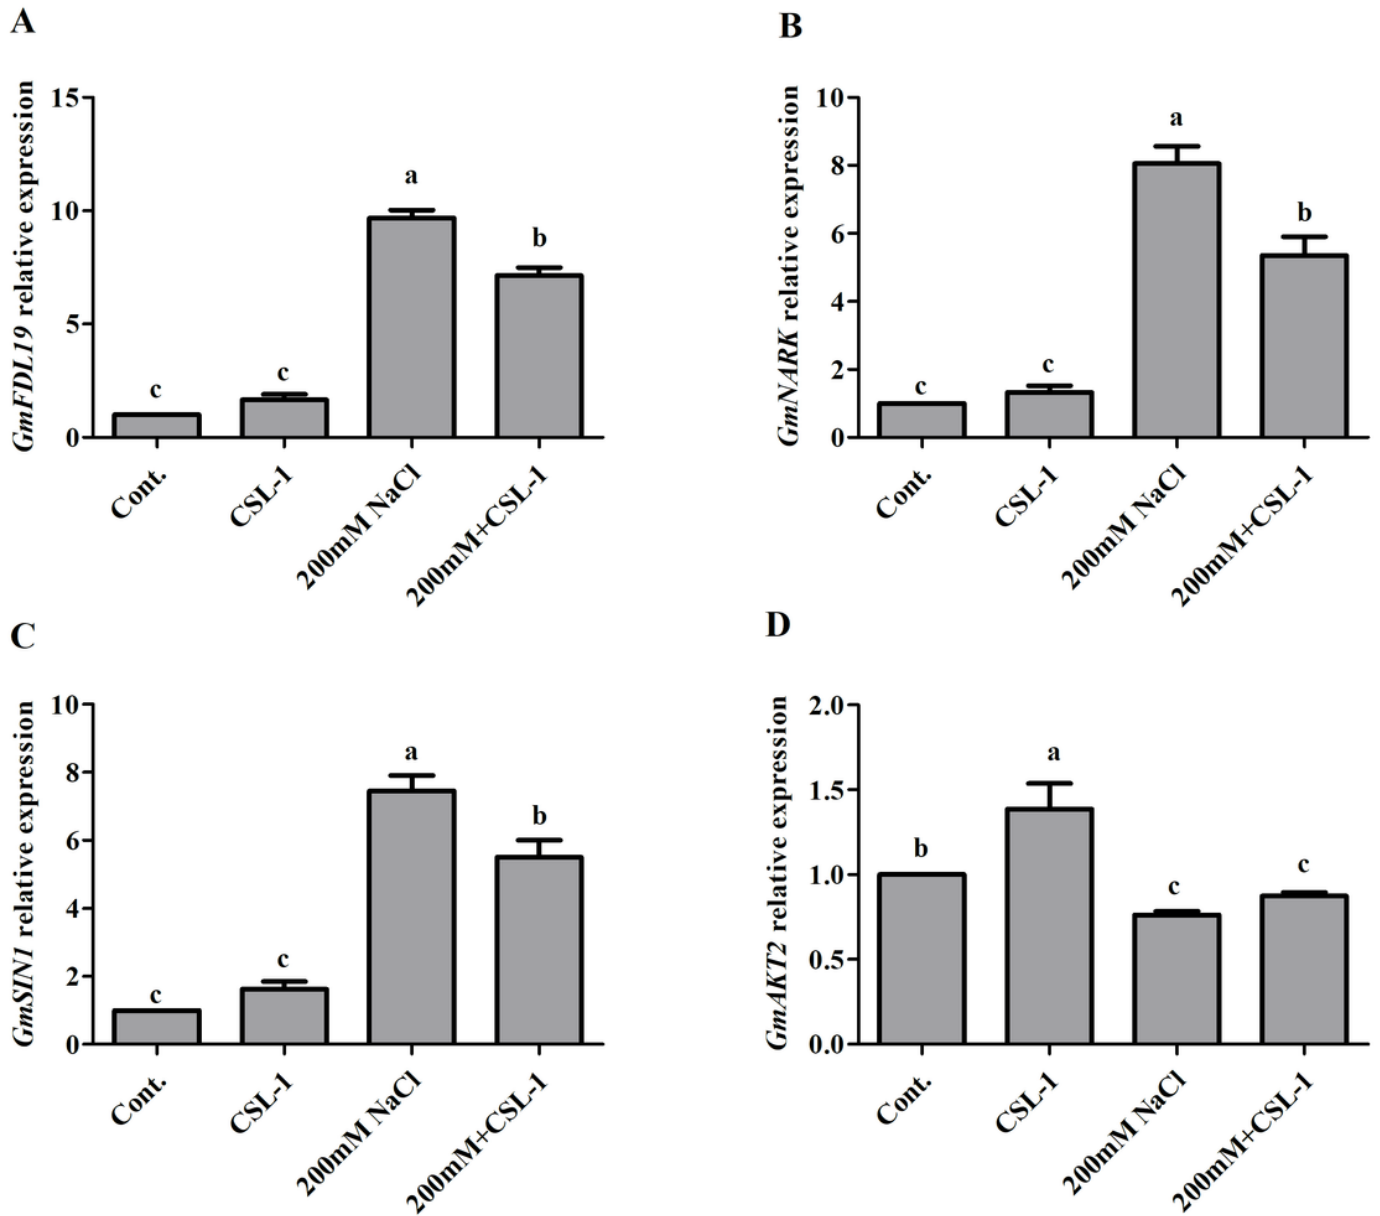 A
GmFDL19 relative expression
15
10
5
0
c
c
a
b
Cont.
CSL-1
200mM NaCl
200mM+CSL-1
B
GmNARK relative expression
10
8
6
4
2
0
c
c
a
b
Cont.
CSL-1
200mM NaCl
200mM+CSL-1
C
GmSIN1 relative expression
10
8
6
4
2
0
c
c
a
b
Cont.
CSL-1
200mM NaCl
200mM+CSL-1
D
GmAKT2 relative expression
2.0
1.5
1.0
0.5
0.0
b
a
c
c
Cont.
CSL-1
200mM NaCl
200mM+CSL-1